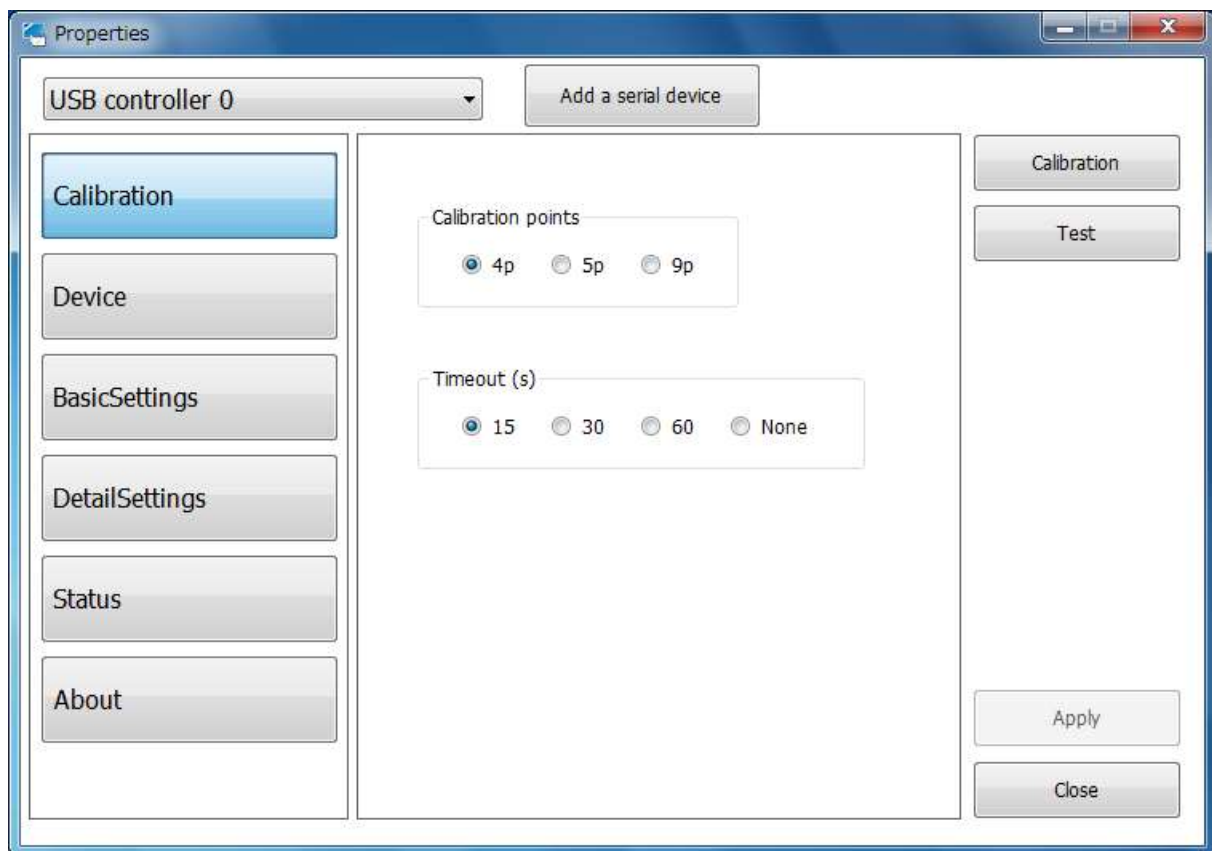 Properties
USB controller 0
Add a serial device
Calibration
Device
BasicSettings
DetailSettings
Status
About
Calibration points
4p 5p 9p
Timeout (s)
15 30 60 None
Calibration
Test
Apply
Close